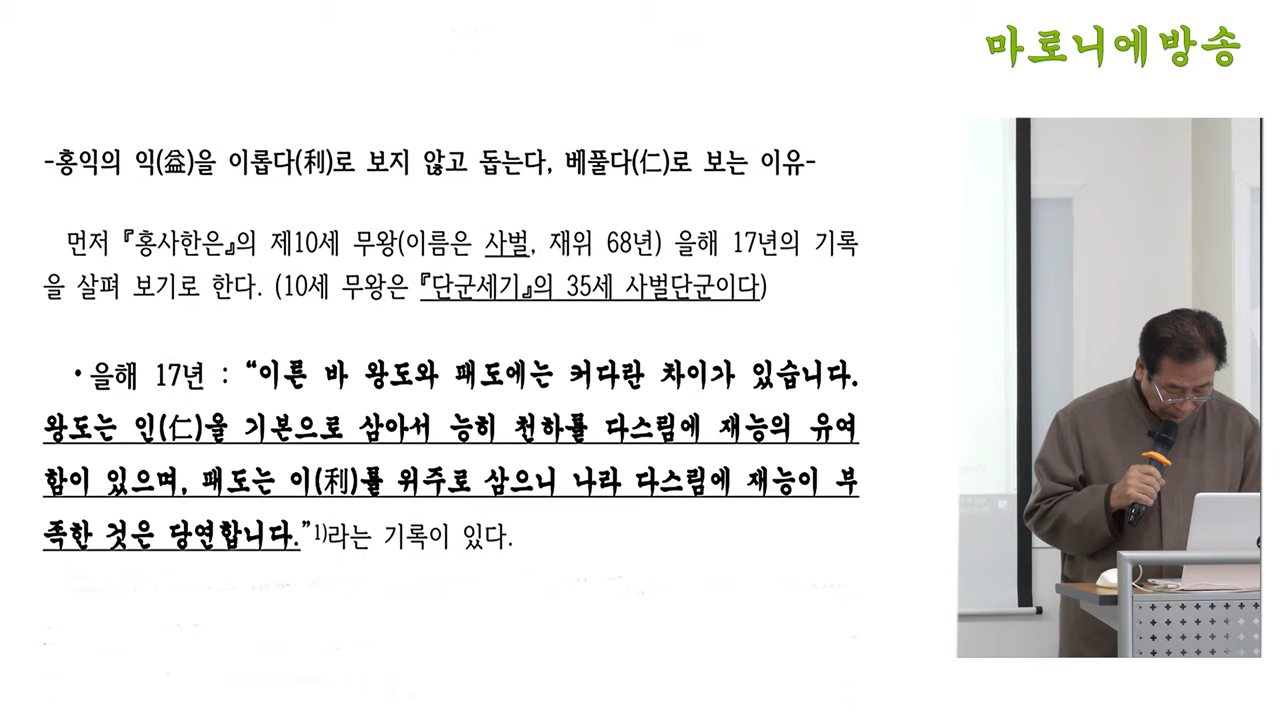 마로니에방송
-홍익의 익(益)을 이롭다(利)로 보지 않고 돕는다, 베풀다(仁)로 보는 이유-
먼저 『홍사한은』의 제10세 무왕(이름은 사벌, 재위 68년) 을해 17년의 기록
을 살펴 보기로 한다. (10세 무왕은 『단군세기』의 35세 사벌단군이다)
• 을해 17년 : “이른 바 왕도와 패도에는 커다란 차이가 있습니다.
왕도는 인(仁)을 기본으로 삼아서 능히 천하를 다스림에 재능의 유여
함이 있으며, 패도는 이(利)를 위주로 삼으니 나라 다스림에 재능이 부
족한 것은 당연합니다.”1)라는 기록이 있다.